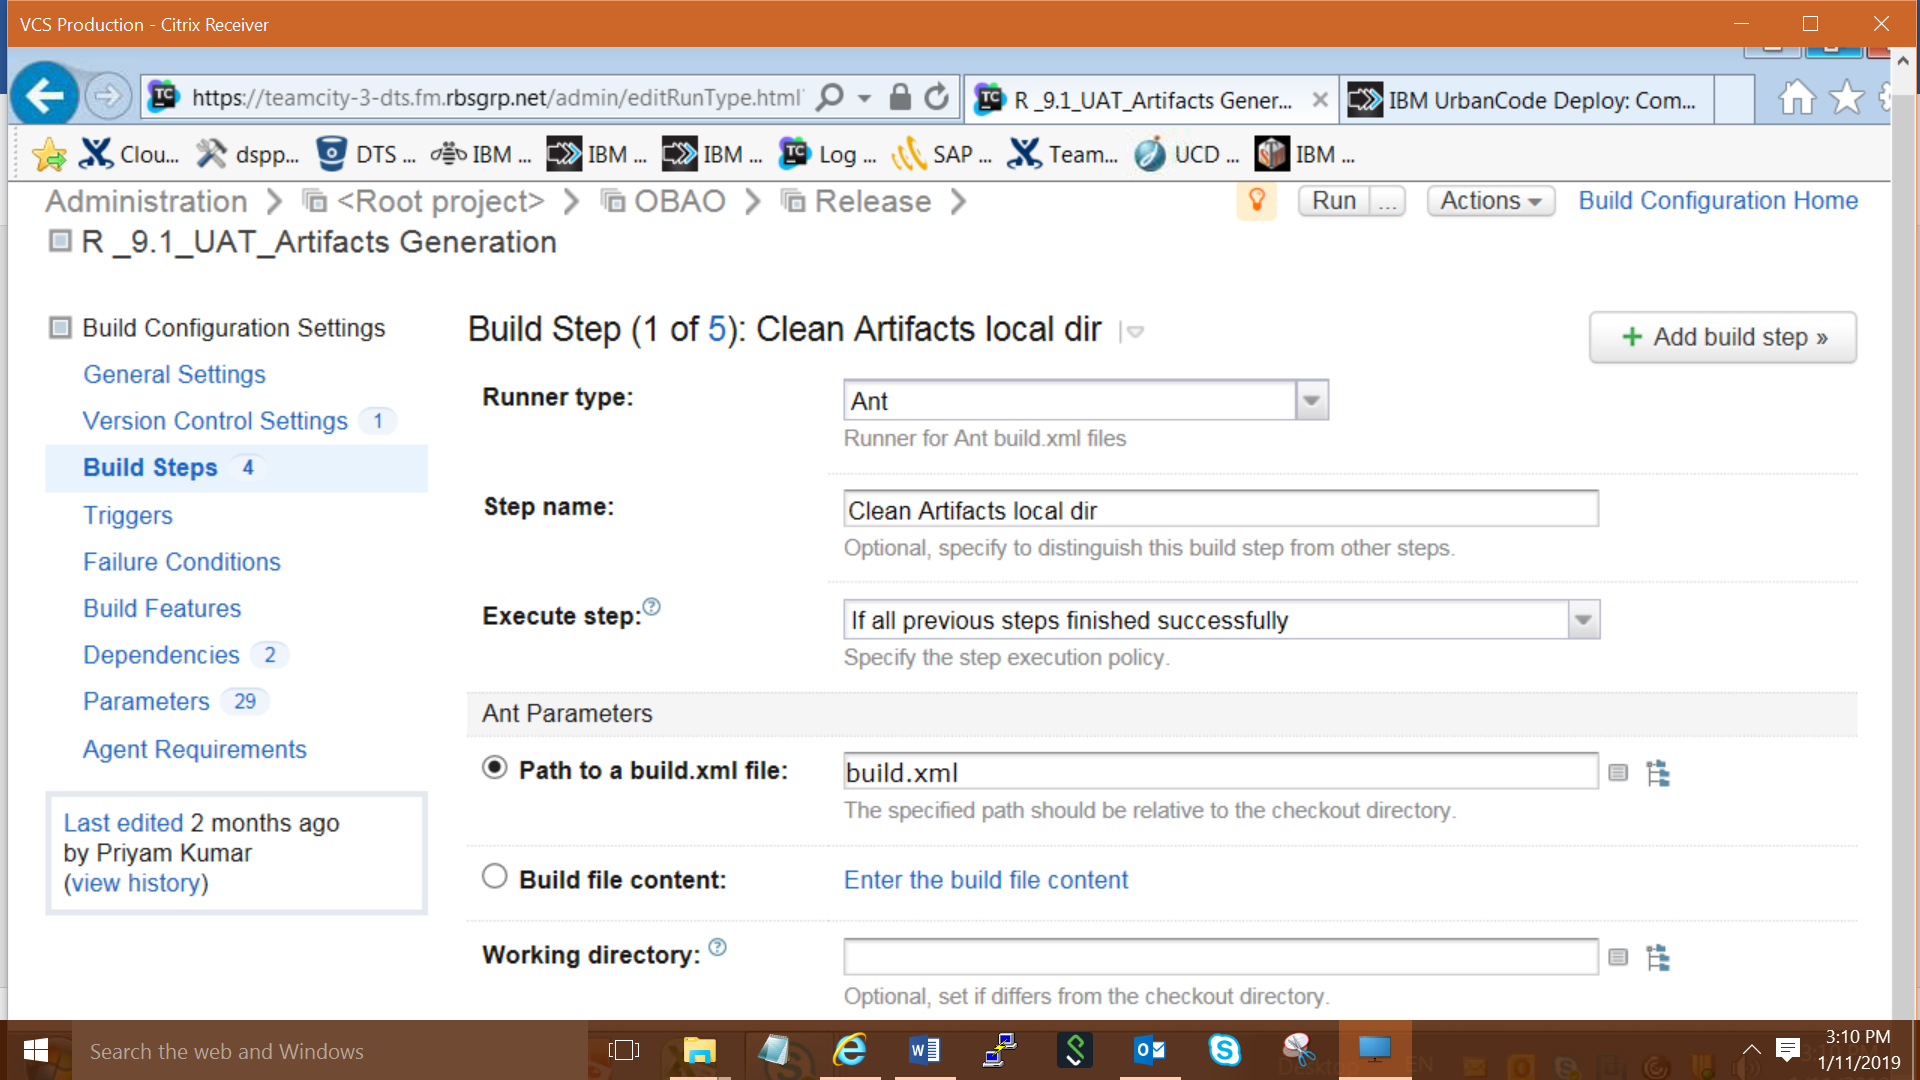 VCS Production - Citrix Receiver
https://teamcity-3-dts.fm.rbsgrp.net/admin/editRunType.html
R _9.1_UAT_Artifacts Gener...
IBM UrbanCode Deploy: Com...
Clou...
dspp...
DTS ...
IBM ...
IBM ...
IBM ...
Log ...
SAP ...
Team...
UCD ...
IBM ...
Administration
<Root project>
OBAO
Release
Run
...
Actions
Build Configuration Home
R _9.1_UAT_Artifacts Generation
Build Configuration Settings
General Settings
Version Control Settings 1
Build Steps 4
Triggers
Failure Conditions
Build Features
Dependencies 2
Parameters 29
Agent Requirements
Last edited 2 months ago
by Priyam Kumar
(view history)
Build Step (1 of 5): Clean Artifacts local dir
+ Add build step »
Runner type:
Ant
Runner for Ant build.xml files
Step name:
Clean Artifacts local dir
Optional, specify to distinguish this build step from other steps.
Execute step:
If all previous steps finished successfully
Specify the step execution policy.
Ant Parameters
Path to a build.xml file:
build.xml
The specified path should be relative to the checkout directory.
Build file content:
Enter the build file content
Working directory:
Optional, set if differs from the checkout directory.
Search the web and Windows
Desktop
EN
3:10 PM
1/11/2019